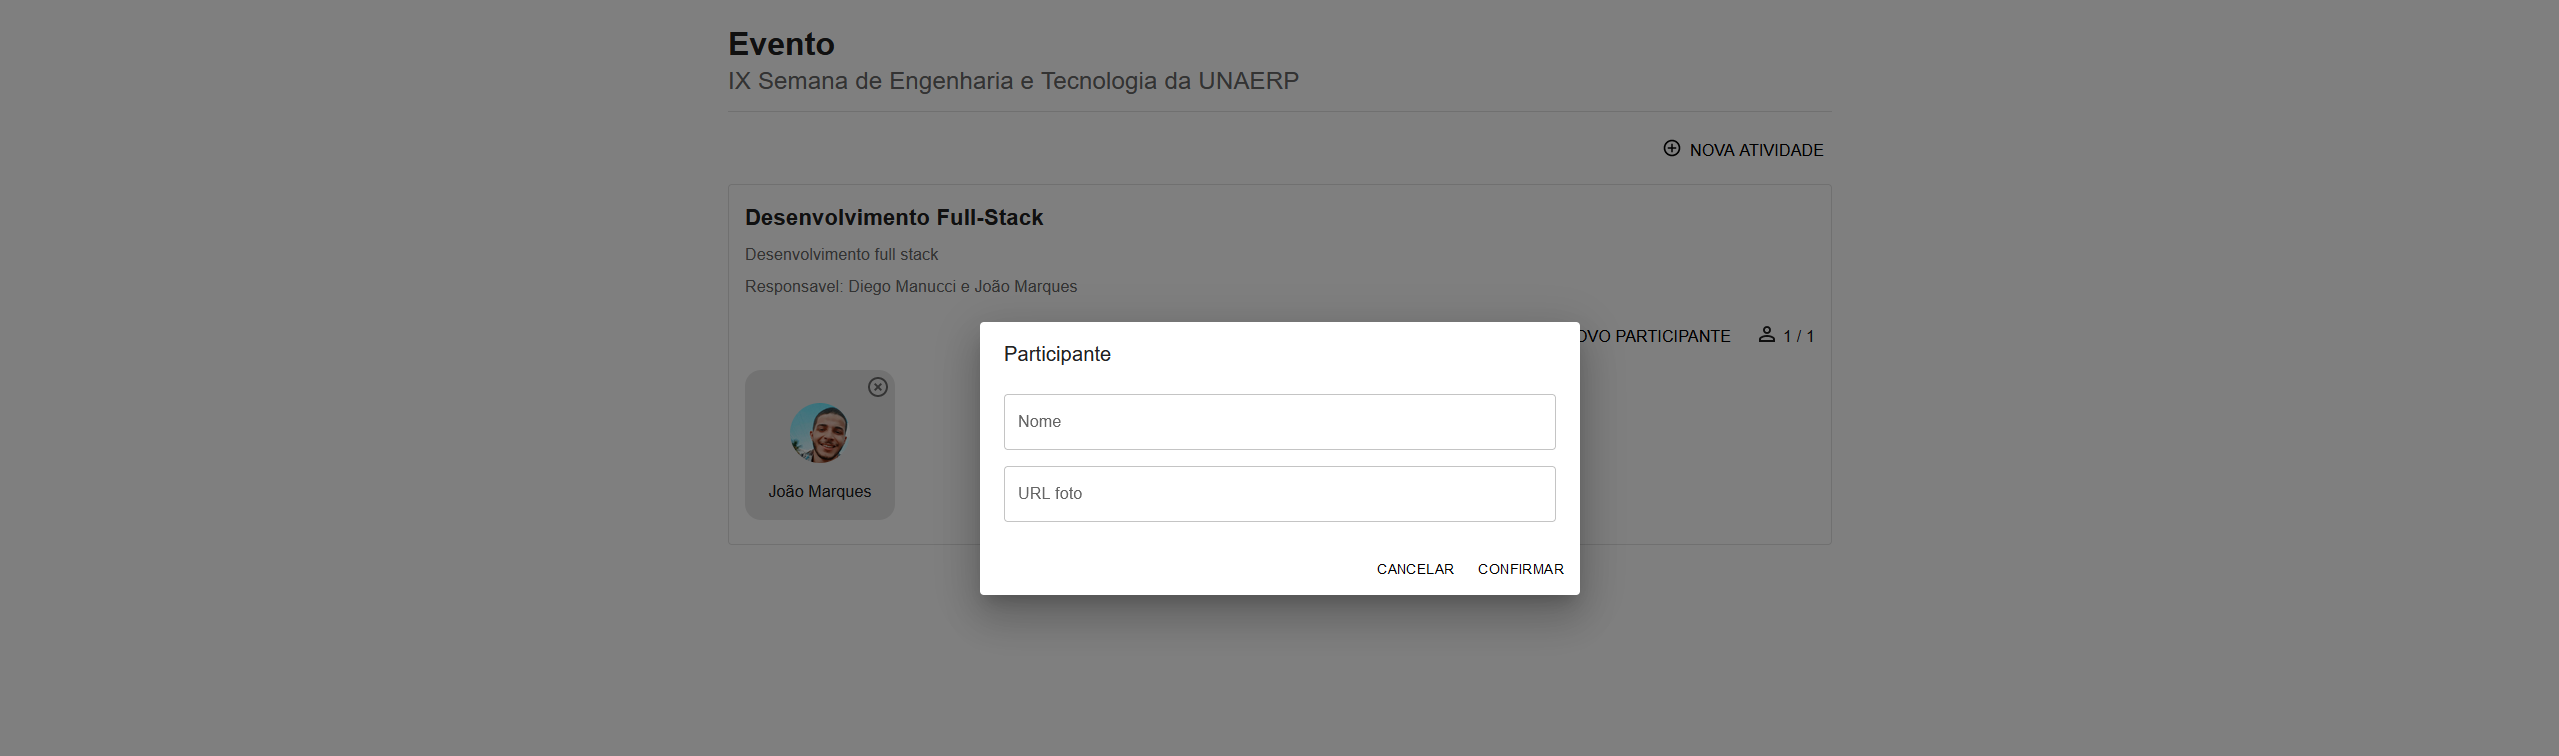 Evento
IX Semana de Engenharia e Tecnologia da UNAERP
NOVA ATIVIDADE
Desenvolvimento Full-Stack
Desenvolvimento full stack
Responsavel: Diego Manucci e João Marques
OVO PARTICIPANTE 1 / 1
João Marques
Participante
Nome
URL foto
CANCELAR CONFIRMAR